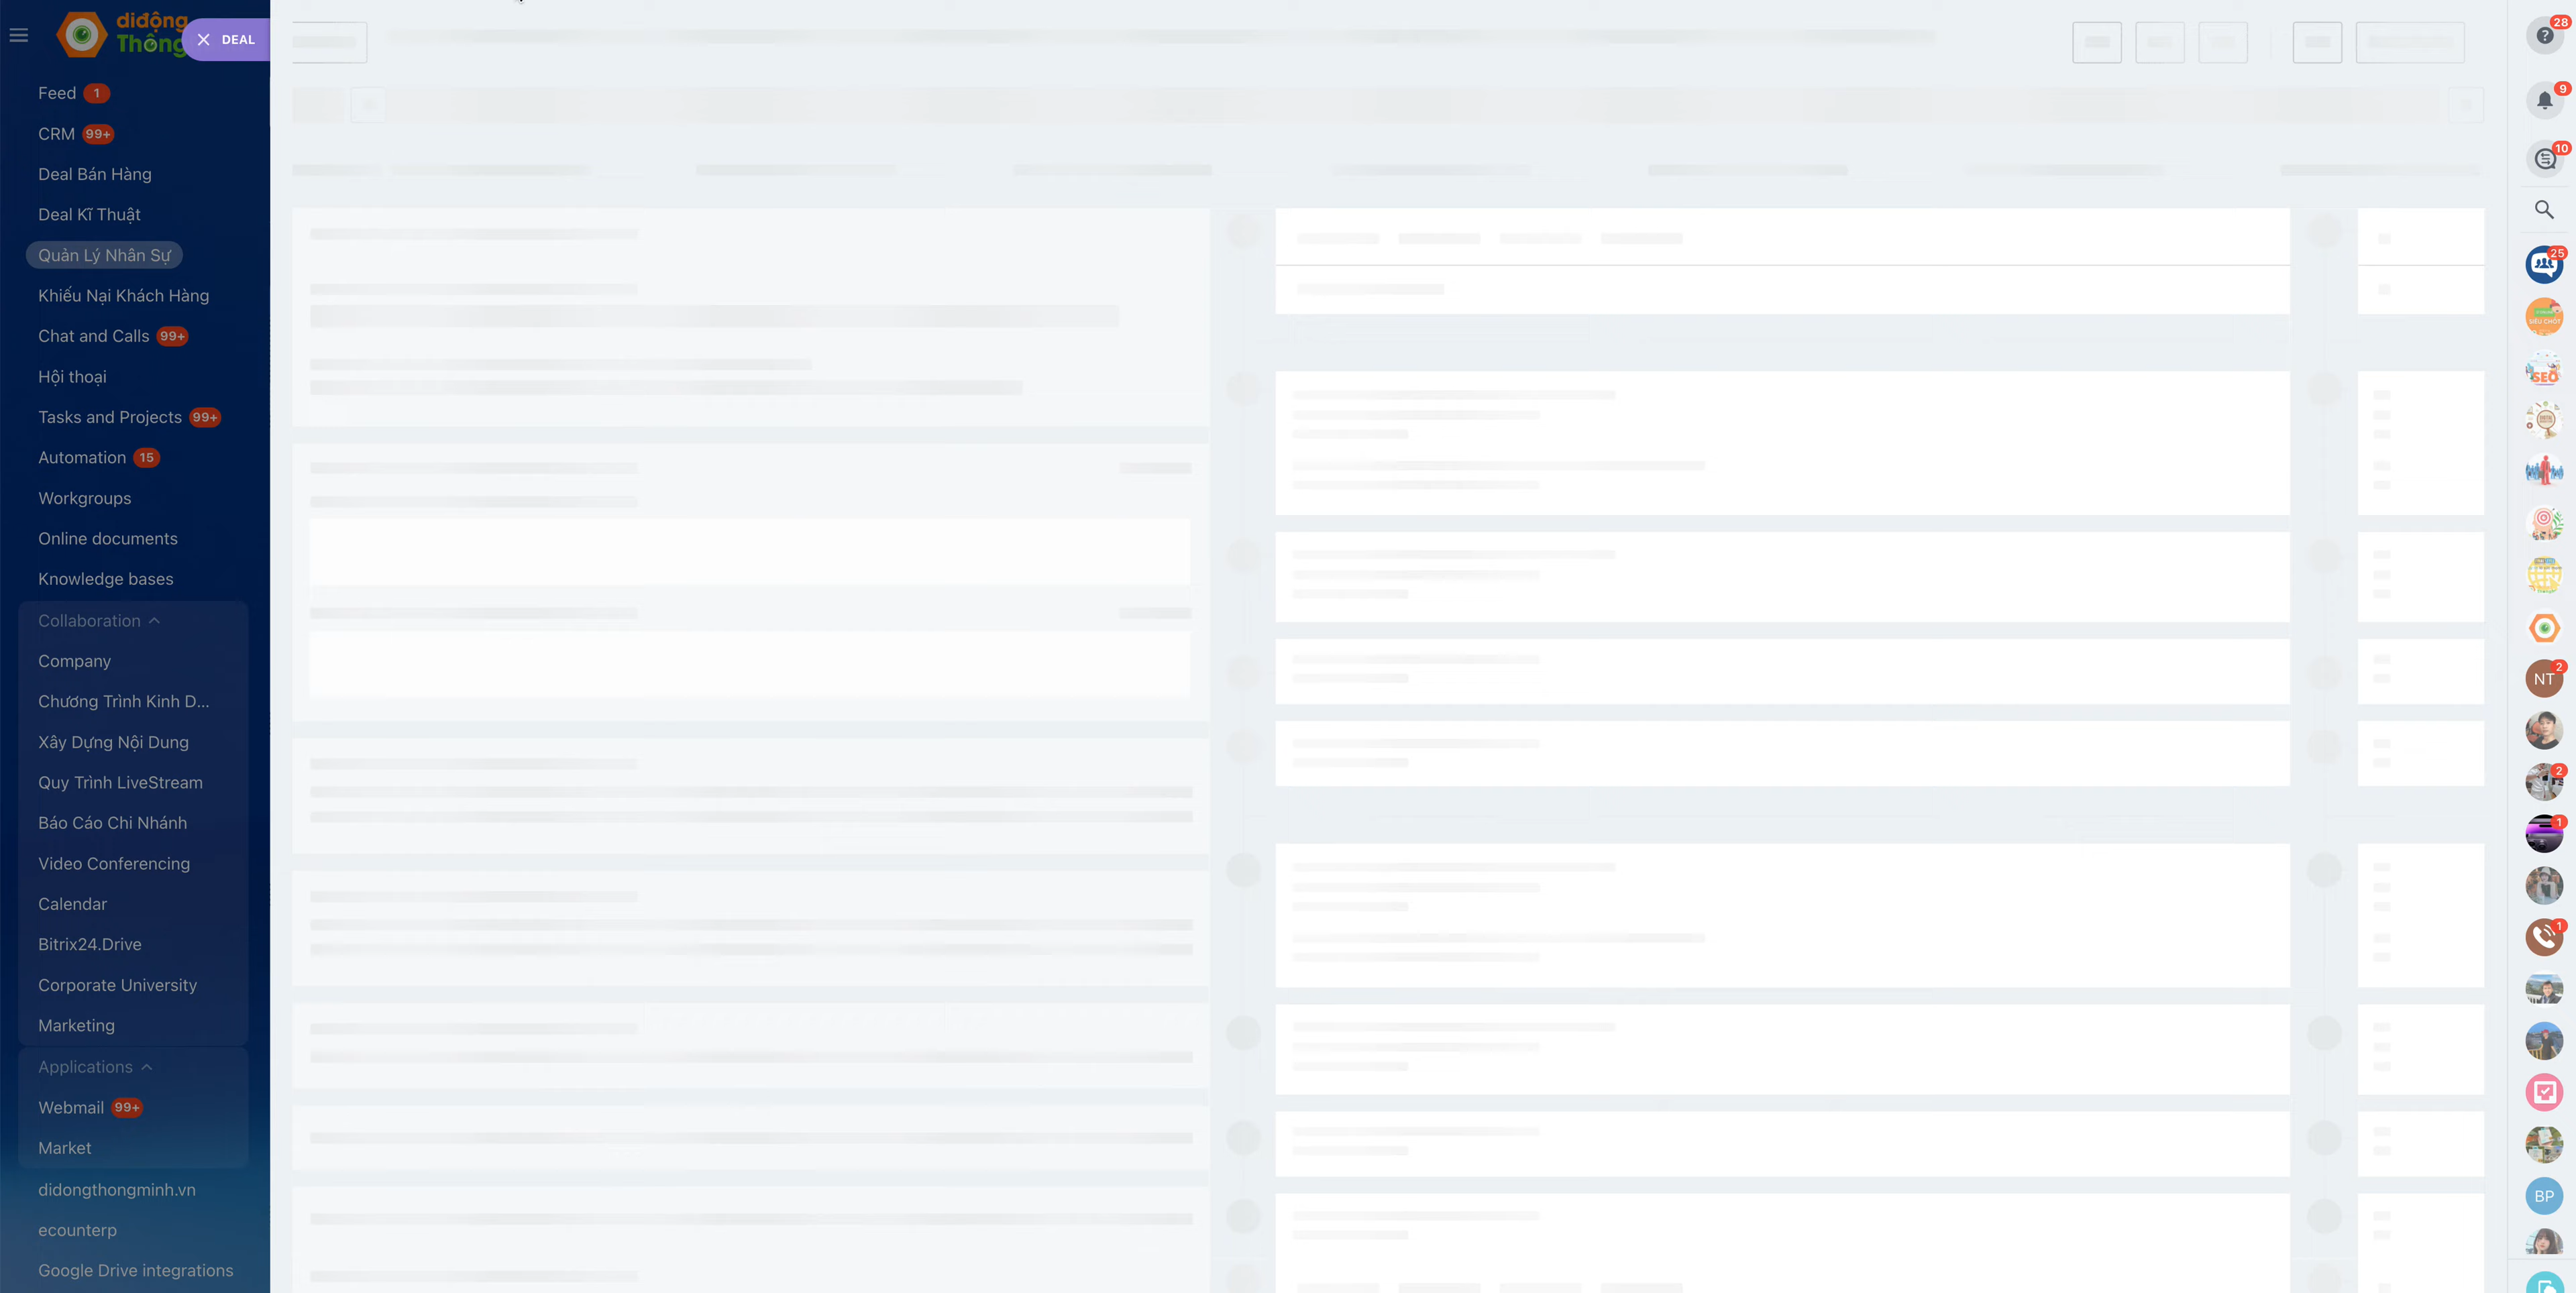 diđộng
Thông
DEAL
Feed 1
CRM 99+
Deal Bán Hàng
Deal Kĩ Thuật
Quản Lý Nhân Sự
Khiếu Nại Khách Hàng
Chat and Calls 99+
Hội thoại
Tasks and Projects 99+
Automation 15
Workgroups
Online documents
Knowledge bases
Collaboration
Company
Chương Trình Kinh D...
Xây Dựng Nội Dung
Quy Trình LiveStream
Báo Cáo Chi Nhánh
Video Conferencing
Calendar
Bitrix24.Drive
Corporate University
Marketing
Applications
Webmail 99+
Market
didongthongminh.vn
ecounterp
Google Drive integrations
28
?
9
10
25
SIÊU CHỐT
SEO
2
NT
2
1
1
BP